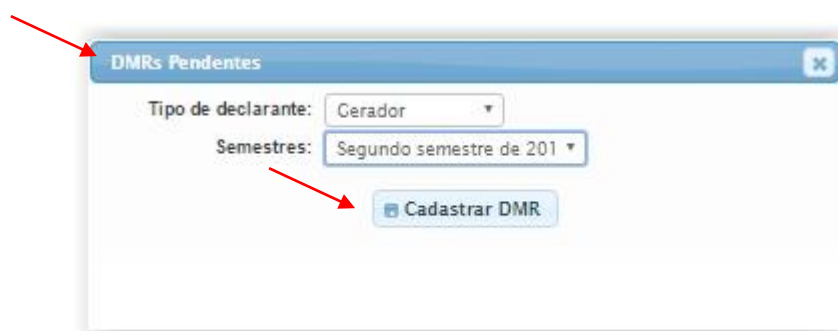 DMRs Pendentes
Tipo de declarante: Gerador
Semestres: Segundo semestre de 201
Cadastrar DMR